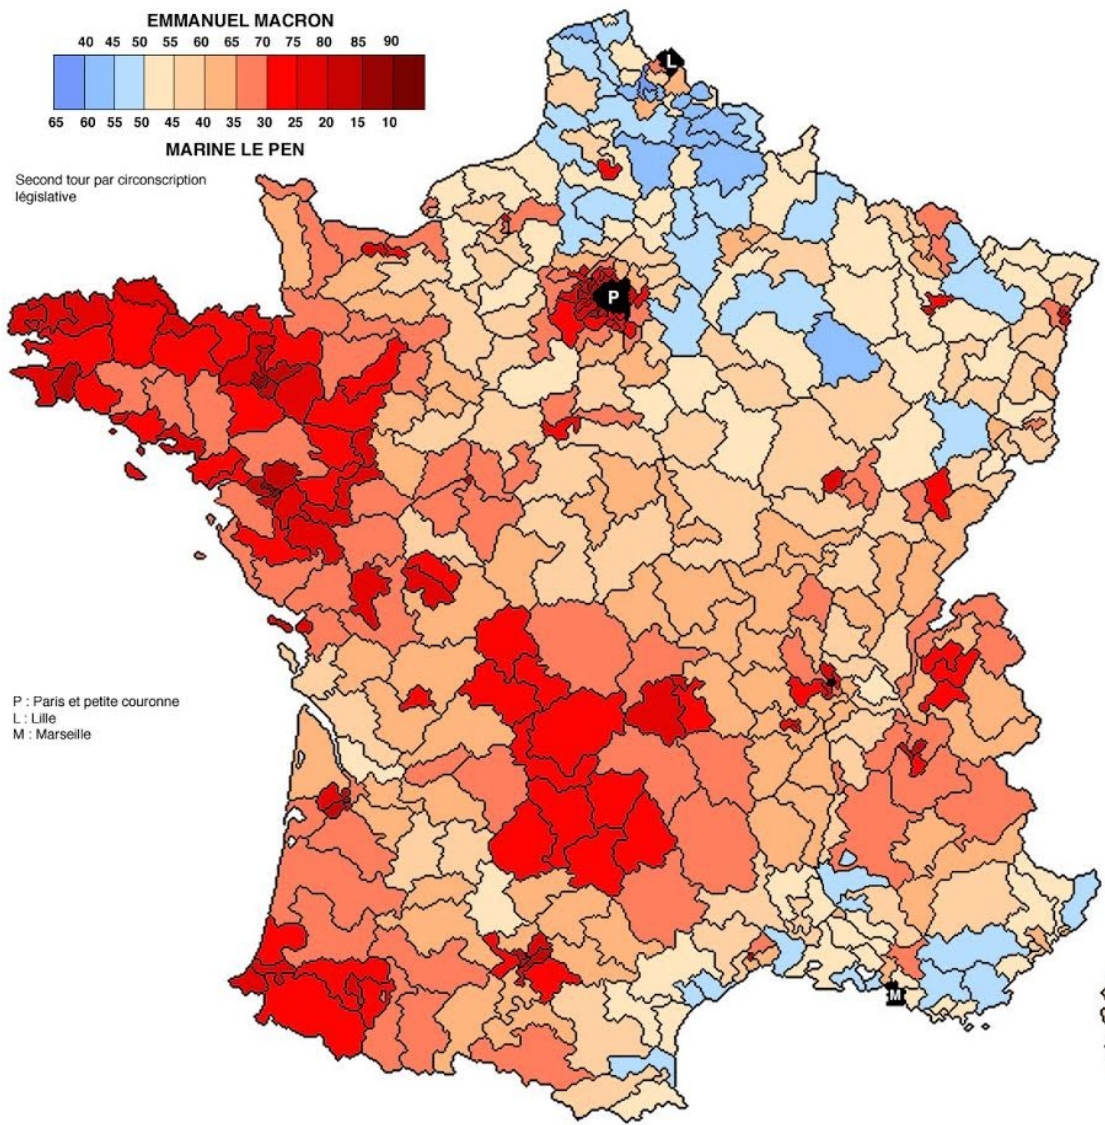 EMMANUEL MACRON
40 45 50 55 60 65 70 75 80 85 90
65 60 55 50 45 40 35 30 25 20 15 10
MARINE LE PEN
Second tour par circonscription
législative
L
P
P : Paris et petite couronne
L : Lille
M : Marseille
M